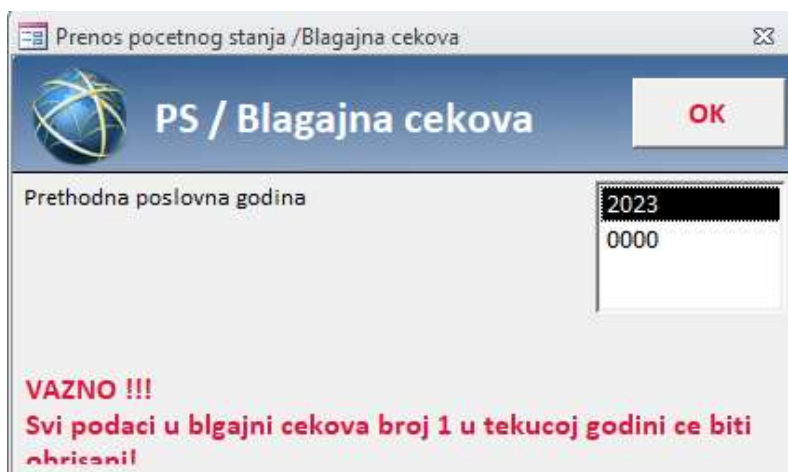 Prenos pocetnog stanja /Blagajna cekova
PS / Blagajna cekova
OK
Prethodna poslovna godina
2023
0000
VAZNO !!!
Svi podaci u blgajni cekova broj 1 u tekucoj godini ce biti
obrisani!